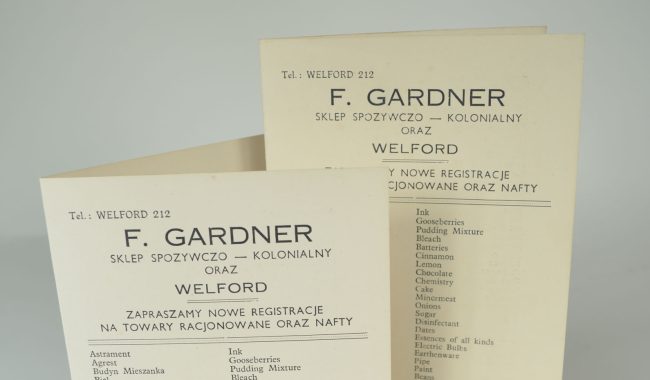 Tel.: WELFORD 212
F. GARDNER
SKLEP SPOZYWCZO — KOLONIALNY
ORAZ
WELFORD
ZAPRASZAMY NOWE REGISTRACJE
NA TOWARY RACJONOWANE ORAZ NAFTY
Astrament
Agrest
Budyn Mieszanka
Ink
Gooseberries
Pudding Mixture
Bleach
Tel.: WELFORD 212
F. GARDNER
SKLEP SPOZYWCZO — KOLONIALNY
ORAZ
WELFORD
NOWE REGISTRACJE
ORAZ NAFTY
Ink
Gooseberries
Pudding Mixture
Bleach
Batteries
Cinnamon
Lemon
Chocolate
Chemistry
Cake
Mincemeat
Onions
Sugar
Disinfectant
Dates
Essences of all kinds
Electric Bulbs
Earthenware
Pipe
Paint
Beans